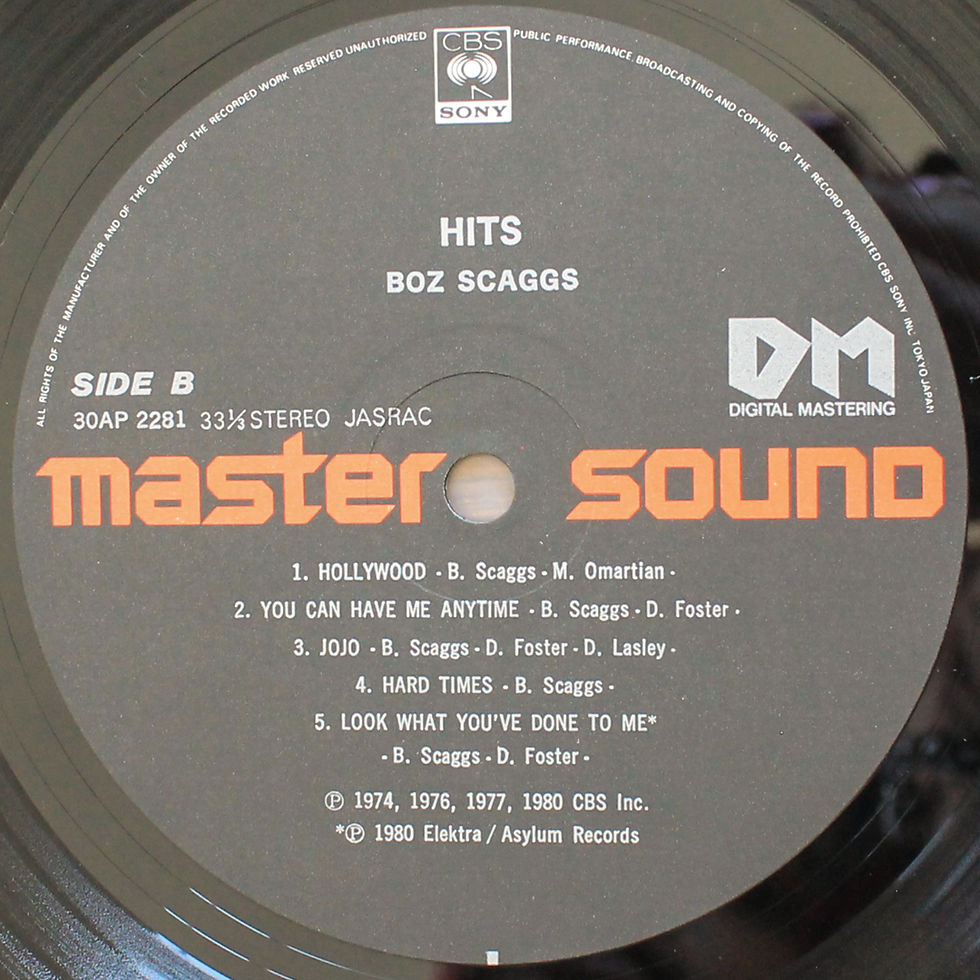 ALL RIGHTS OF THE MANUFACTURER AND OF THE OWNER OF THE RECORDED WORK RESERVED UNAUTHORIZED PUBLIC PERFORMANCE, BROADCASTING AND COPYING OF THE RECORD PROHIBTED CBS SONY INC. TOKYO JAPAN
CBS
SONY
HITS
BOZ SCAGGS
DM
DIGITAL MASTERING
SIDE B
30AP 2281 33⅓ STEREO JASRAC
master sound
1. HOLLYWOOD · B. Scaggs · M. Omartian ·
2. YOU CAN HAVE ME ANYTIME · B. Scaggs · D. Foster ·
3. JOJO · B. Scaggs · D. Foster · D. Lasley ·
4. HARD TIMES · B. Scaggs ·
5. LOOK WHAT YOU'VE DONE TO ME*
· B. Scaggs · D. Foster ·
Ⓟ 1974, 1976, 1977, 1980 CBS Inc.
*Ⓟ 1980 Elektra / Asylum Records